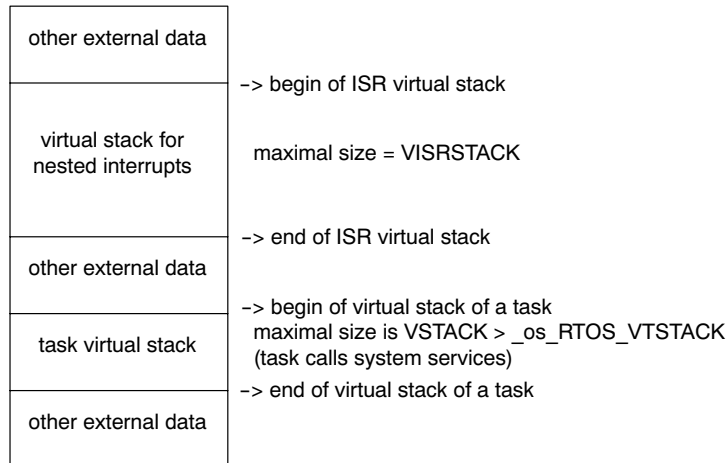 other external data
–> begin of ISR virtual stack
virtual stack for
nested interrupts
maximal size = VISRSTACK
–> end of ISR virtual stack
other external data
–> begin of virtual stack of a task
maximal size is VSTACK > _os_RTOS_VTSTACK
task virtual stack
(task calls system services)
–> end of virtual stack of a task
other external data